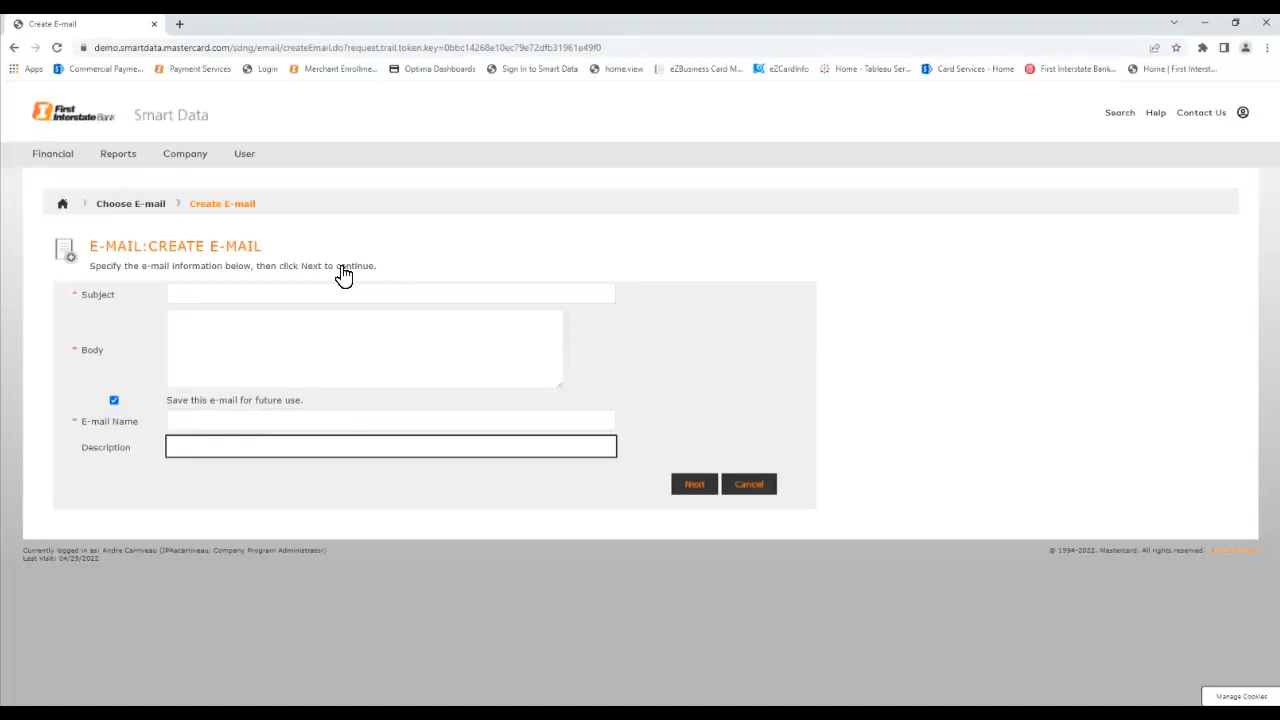 Create E-mail
demo.smartdata.mastercard.com/sdng/email/createEmail.do?request.trail.token.key=0bbc14268e10ec79e72dfb31961e49f0
Apps Commercial Payme... Payment Services Login Merchant Enrollme... Optima Dashboards Sign In to Smart Data home.view eZBusiness Card M... eZCardInfo Home - Tableau Ser... Card Services - Home First Interstate Bank... Home | First Interst...
First Interstate Bank Smart Data
Search Help Contact Us
Financial Reports Company User
Choose E-mail Create E-mail
E-MAIL:CREATE E-MAIL
Specify the e-mail information below, then click Next to continue.
* Subject
* Body
Save this e-mail for future use.
* E-mail Name
Description
Next Cancel
Currently logged in as: Andre Carriveau (IPAacarriveau, Company Program Administrator)
© 1994-2022. Mastercard. All rights reserved.
Last Visit: 04/29/2022
Manage Cookies